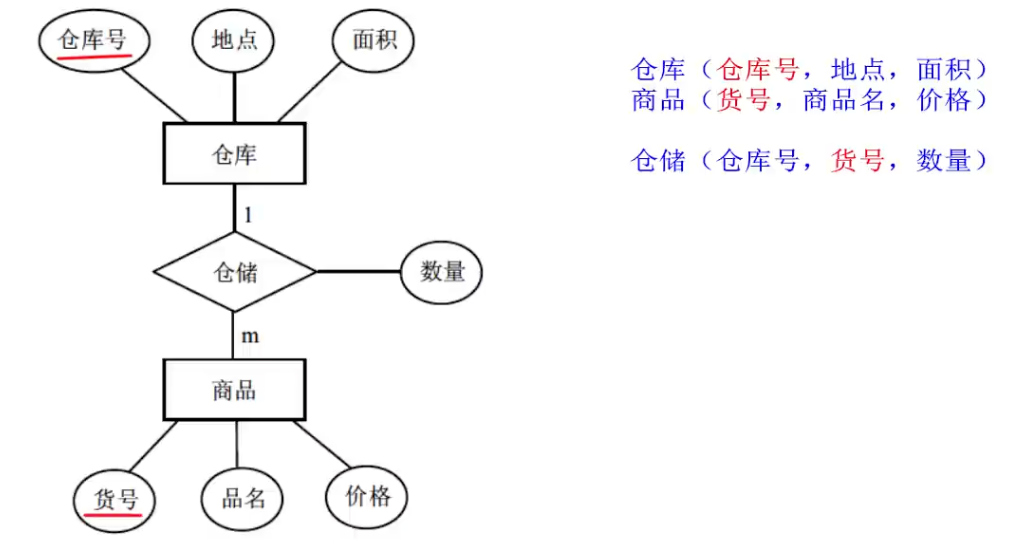 仓库号 地点 面积
仓库（仓库号，地点，面积）
商品（货号，商品名，价格）
仓库
仓储（仓库号，货号，数量）
1
仓储 数量
m
商品
货号 品名 价格